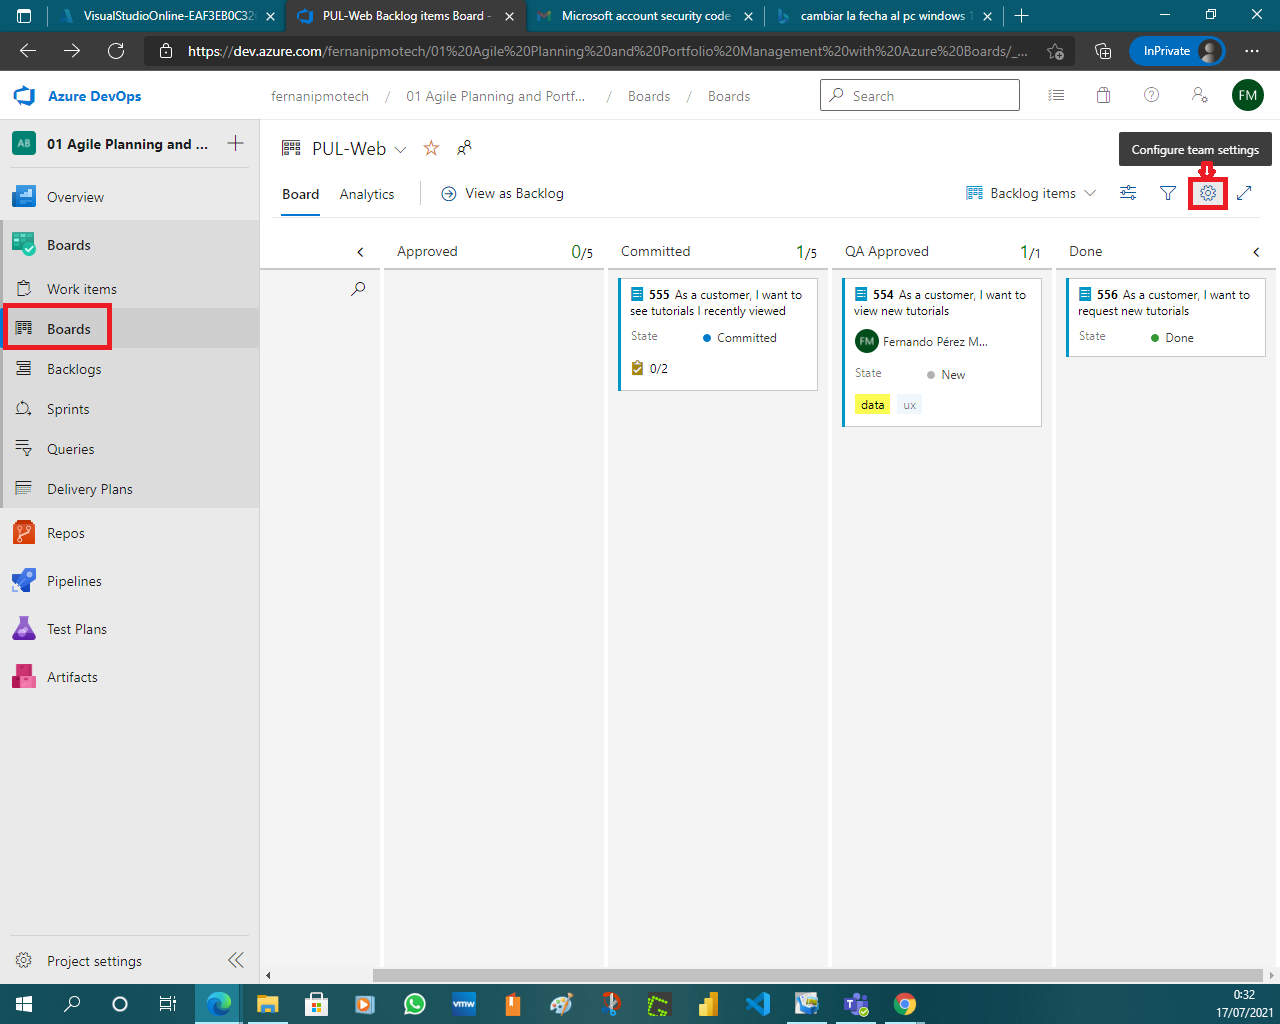 VisualStudioOnline-EAF3EB0C32
PUL-Web Backlog items Board -
Microsoft account security code
cambiar la fecha al pc windows 1
https://dev.azure.com/fernanipmotech/01%20Agile%20Planning%20and%20Portfolio%20Management%20with%20Azure%20Boards/_...
InPrivate
Azure DevOps
fernanipmotech / 01 Agile Planning and Portf... / Boards / Boards
Search
FM
AB 01 Agile Planning and ...
PUL-Web
Configure team settings
Overview
Board
Analytics
View as Backlog
Backlog items
Boards
Work items
Boards
Backlogs
Sprints
Queries
Delivery Plans
Repos
Pipelines
Test Plans
Artifacts
Project settings
Approved
0/5
Committed
1/5
555 As a customer, I want to
see tutorials I recently viewed
State
Committed
0/2
QA Approved
1/1
554 As a customer, I want to
view new tutorials
FM Fernando Pérez M...
State
New
data
ux
Done
556 As a customer, I want to
request new tutorials
State
Done
vmw
0:32
17/07/2021